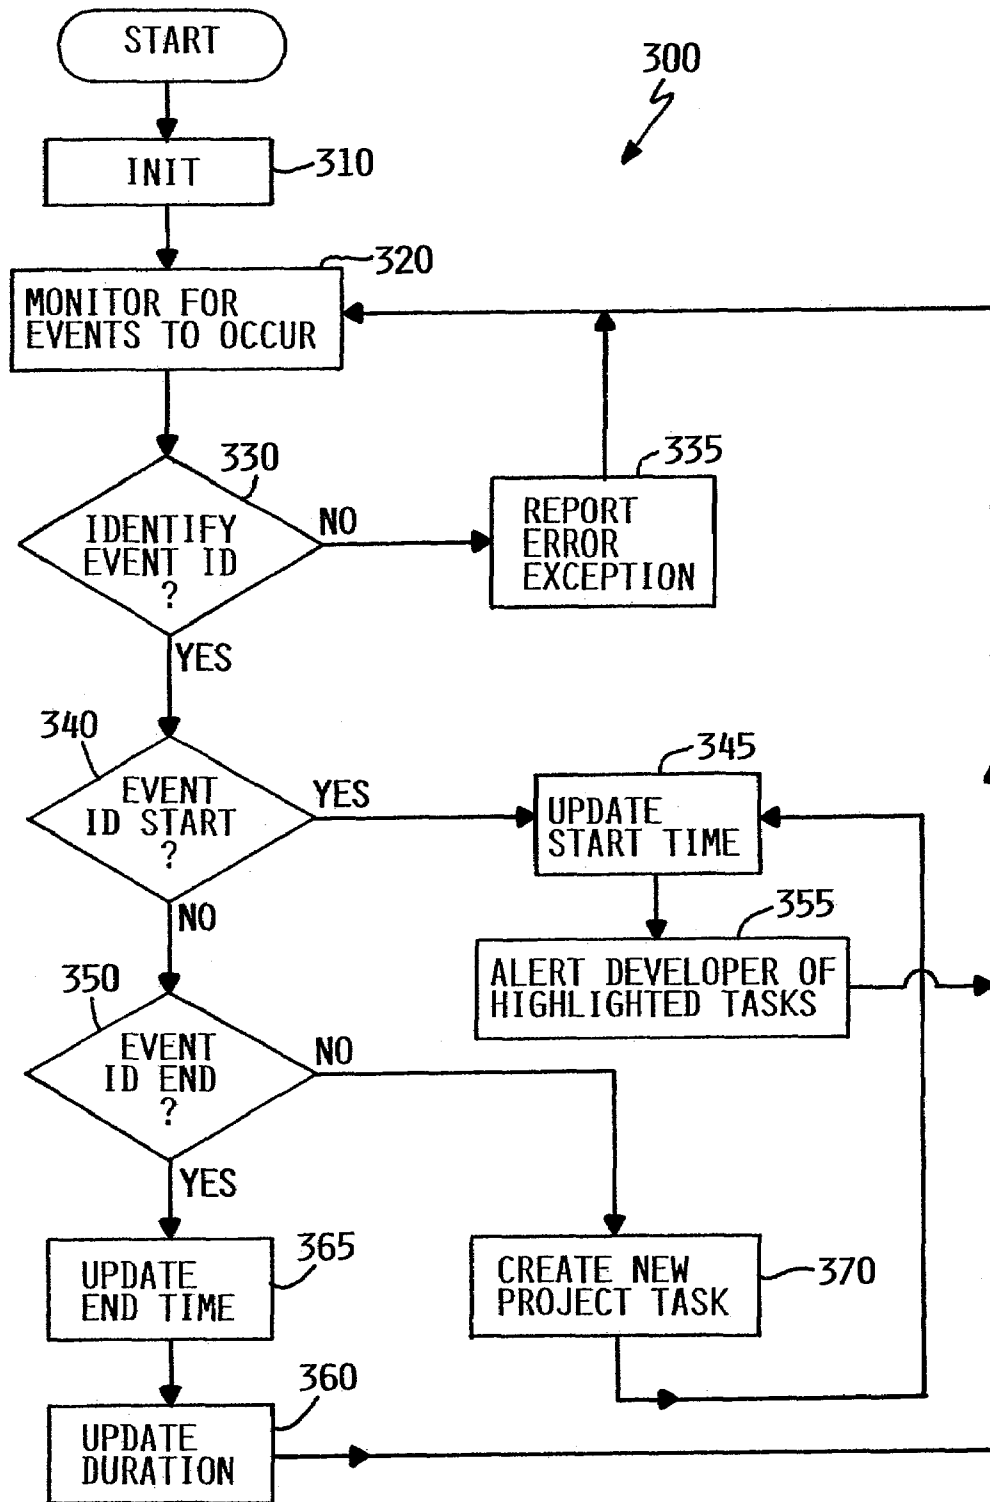 START
300
INIT
310
320
MONITOR FOR
EVENTS TO OCCUR
330
335
IDENTIFY
EVENT ID
?
NO
REPORT
ERROR
EXCEPTION
YES
340
345
EVENT
ID START
?
YES
UPDATE
START TIME
NO
355
350
ALERT DEVELOPER OF
HIGHLIGHTED TASKS
EVENT
ID END
?
NO
YES
365
UPDATE
END TIME
CREATE NEW
PROJECT TASK
370
360
UPDATE
DURATION